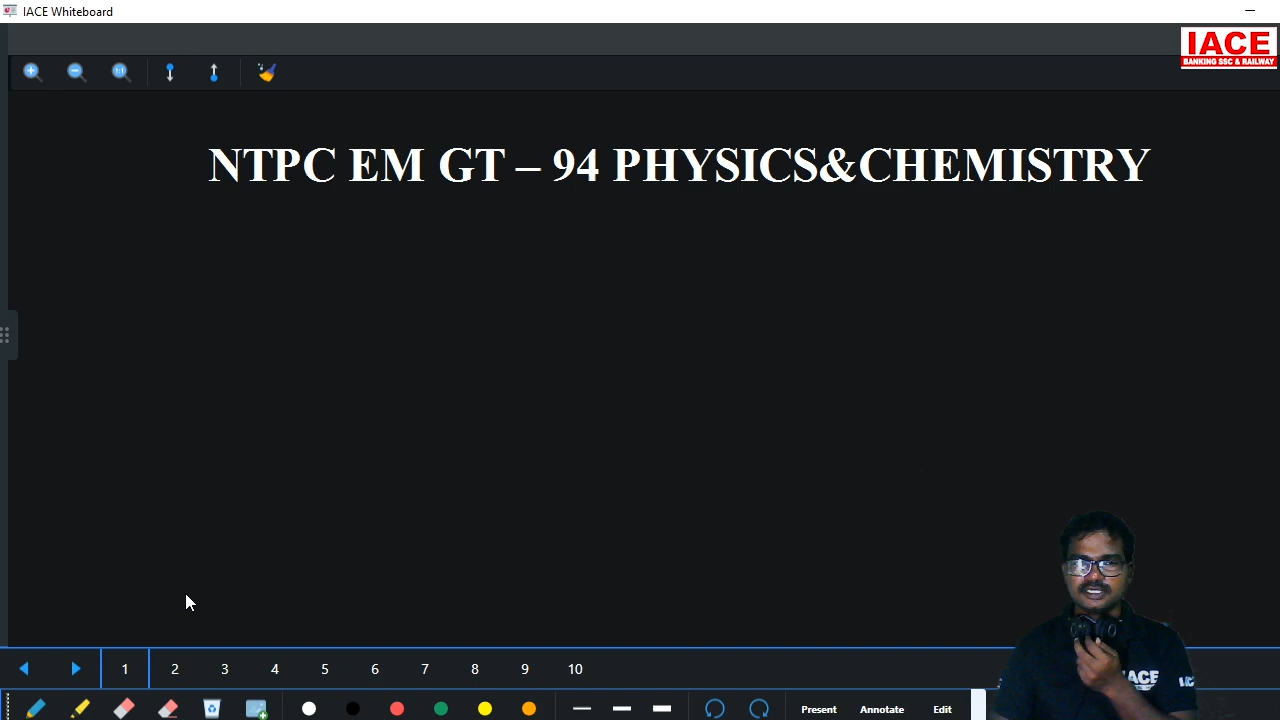 IACE Whiteboard
IACE
BANKING SSC & RAILWAY
NTPC EM GT – 94 PHYSICS&CHEMISTRY
1 2 3 4 5 6 7 8 9 10
Present Annotate Edit
IACE